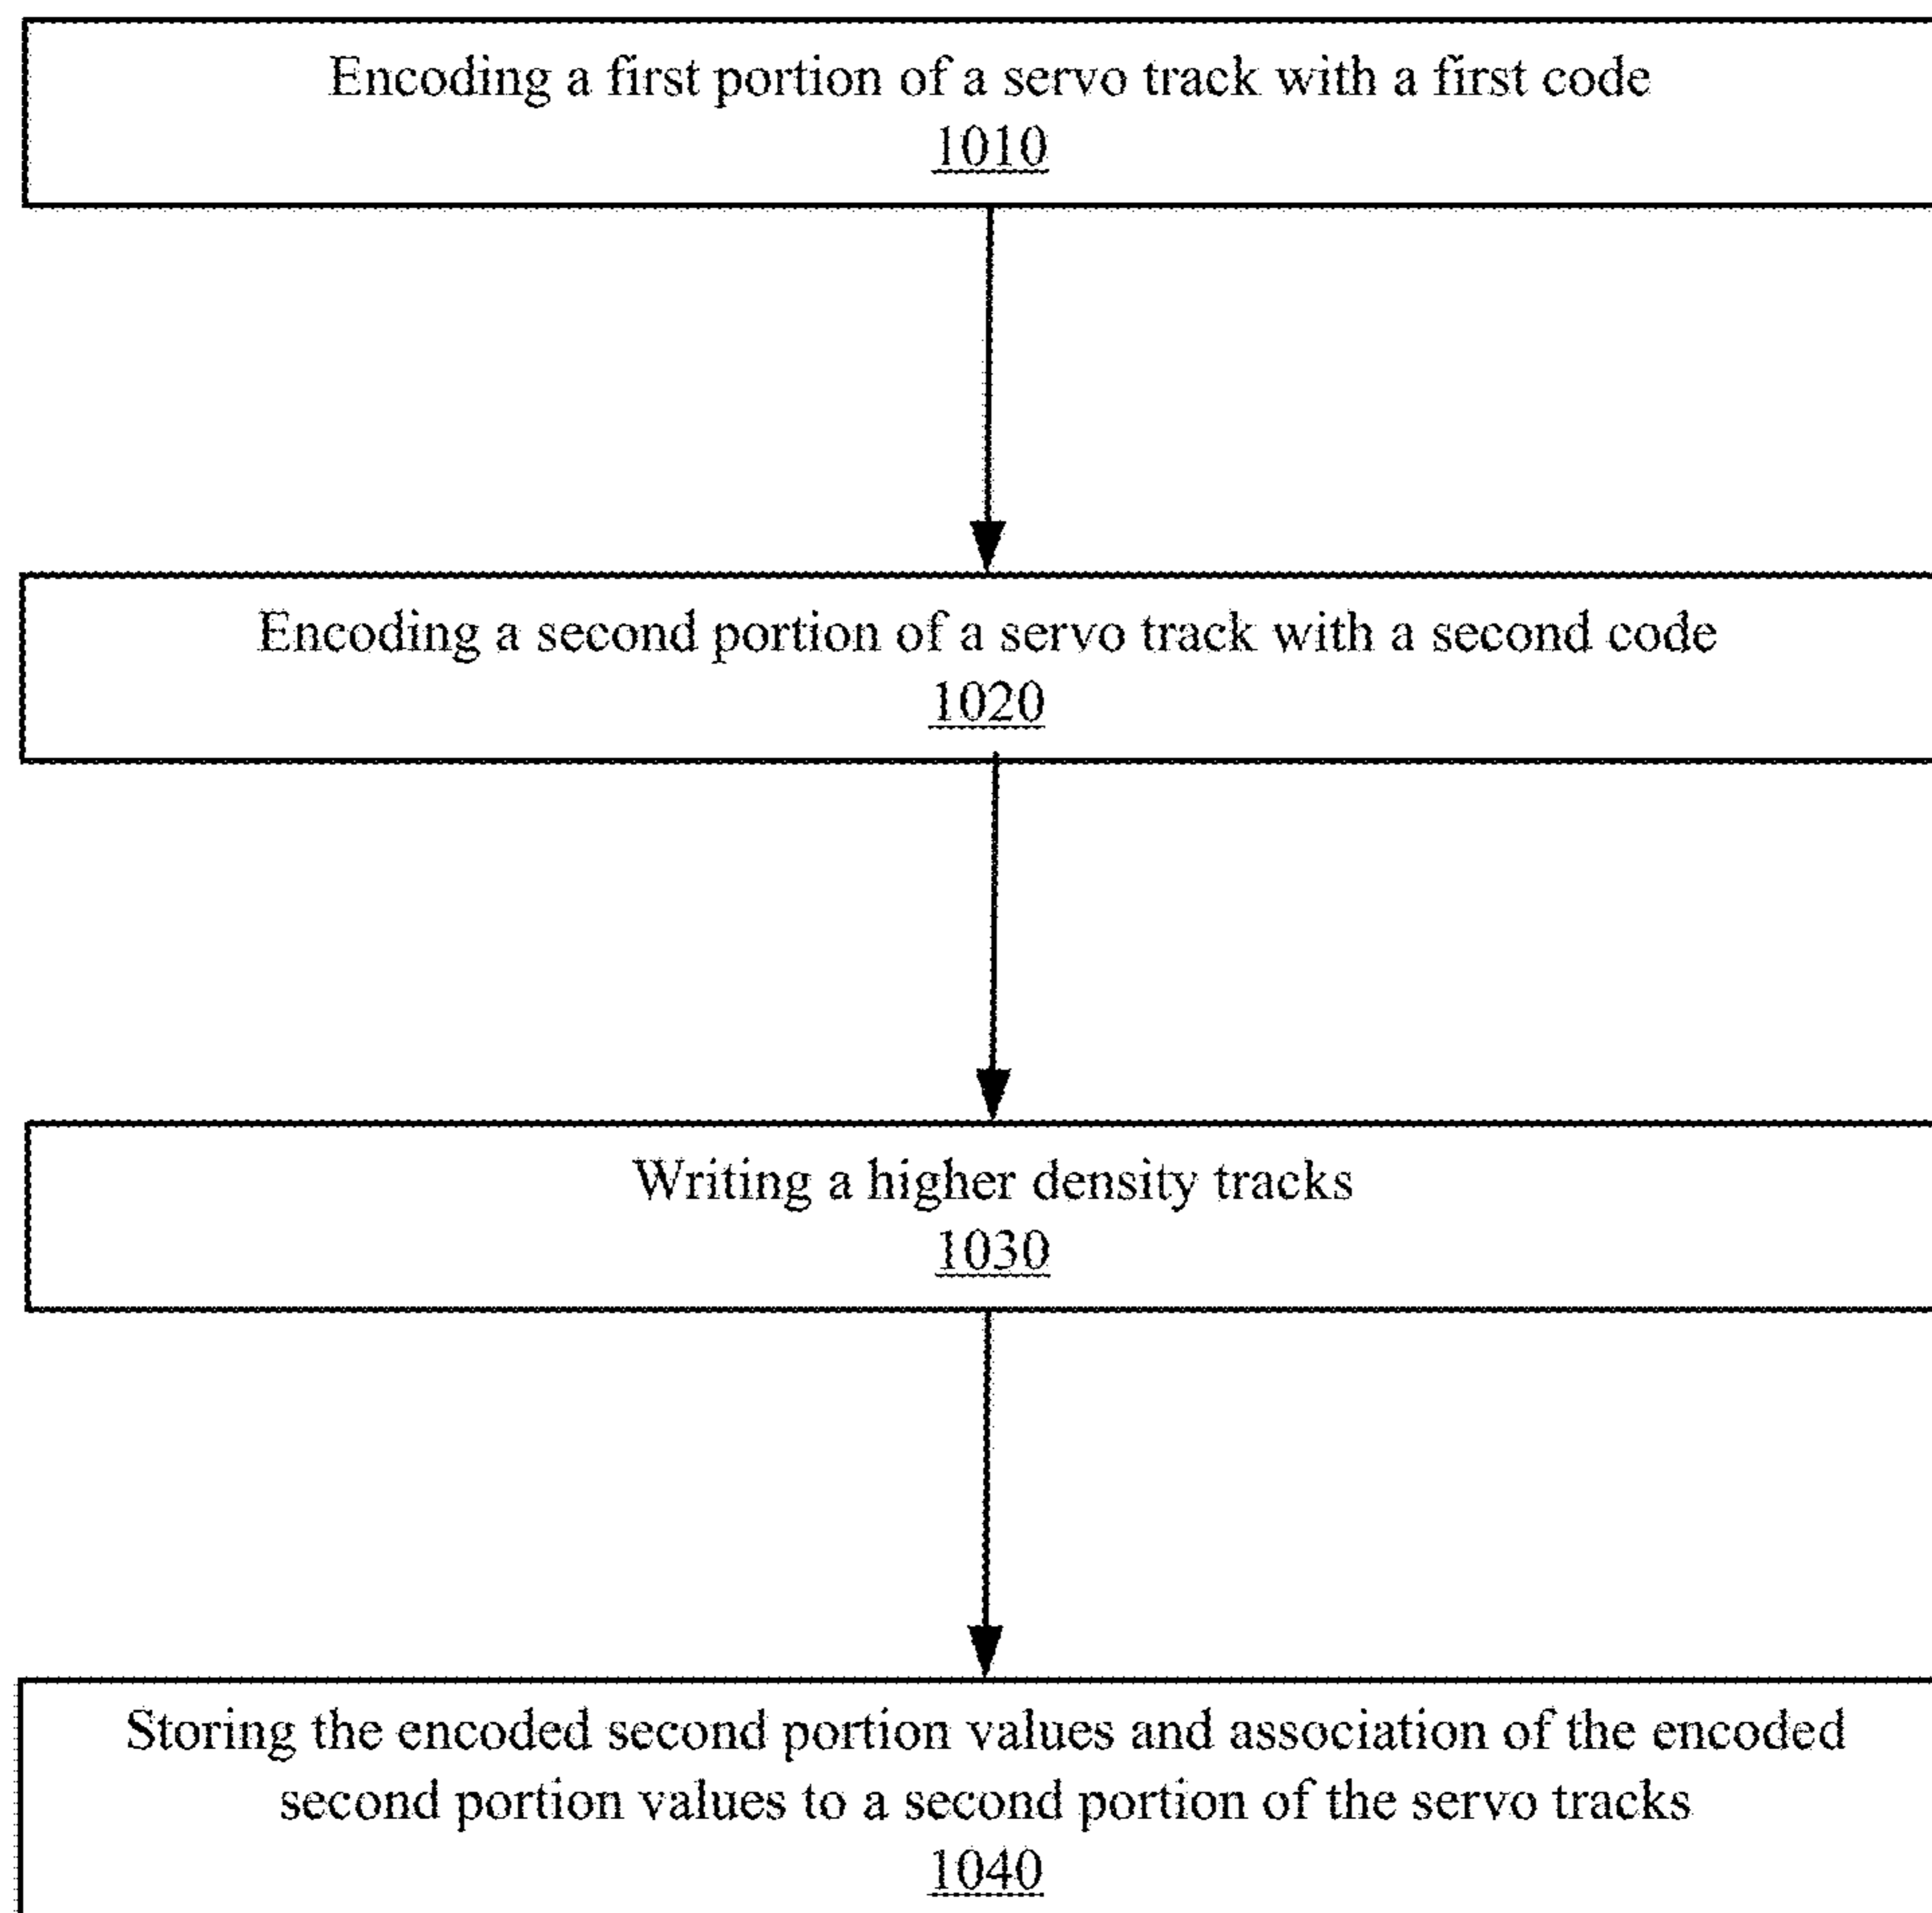 Encoding a first portion of a servo track with a first code
1010
Encoding a second portion of a servo track with a second code
1020
Writing a higher density tracks
1030
Storing the encoded second portion values and association of the encoded
second portion values to a second portion of the servo tracks
1040